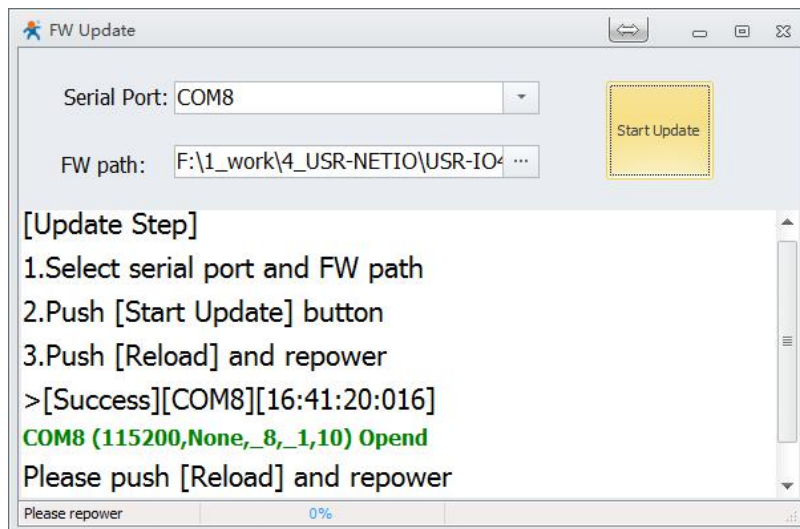 FW Update
Serial Port: COM8
Start Update
FW path: F:\1_work\4_USR-NETIO\USR-IO4 ...
[Update Step]
1.Select serial port and FW path
2.Push [Start Update] button
3.Push [Reload] and repower
>[Success][COM8][16:41:20:016]
COM8 (115200,None,_8,_1,10) Opend
Please push [Reload] and repower
Please repower 0%